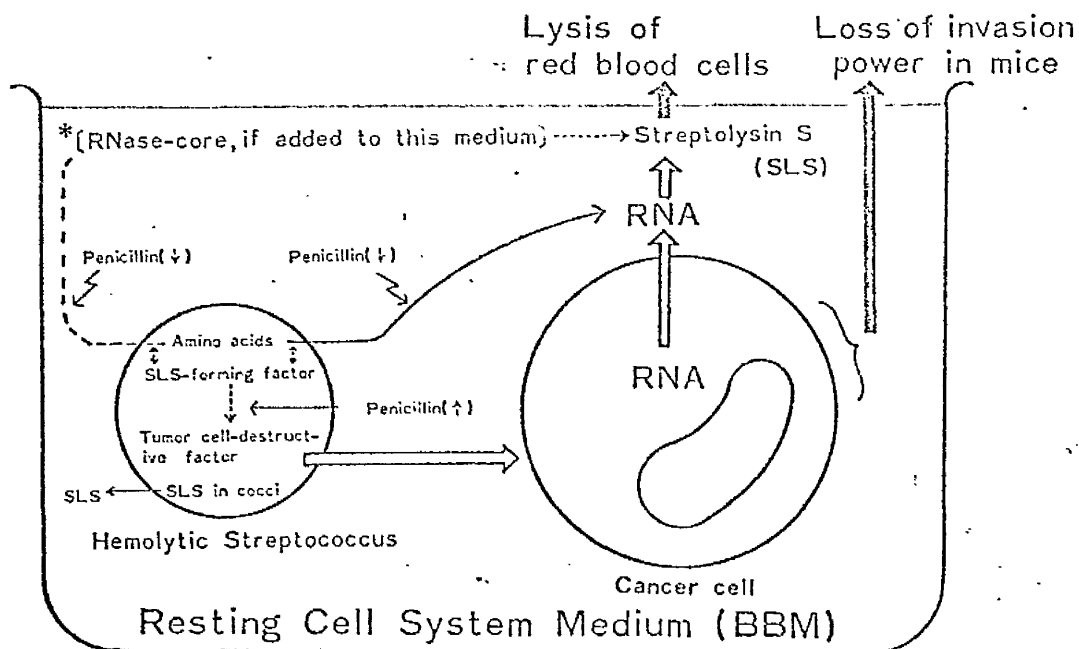 Lysis of
red blood cells
Loss of invasion
power in mice
*[RNase-core, if added to this medium] → Streptolysin S
(SLS)
RNA
Penicillin(↓)
Penicillin(↓)
Amino acids
SLS-forming factor
RNA
Penicillin(↑)
Tumor cell-destruct-
ive factor
SLS ← SLS in cocci
Hemolytic Streptococcus
Cancer cell
Resting Cell System Medium (BBM)